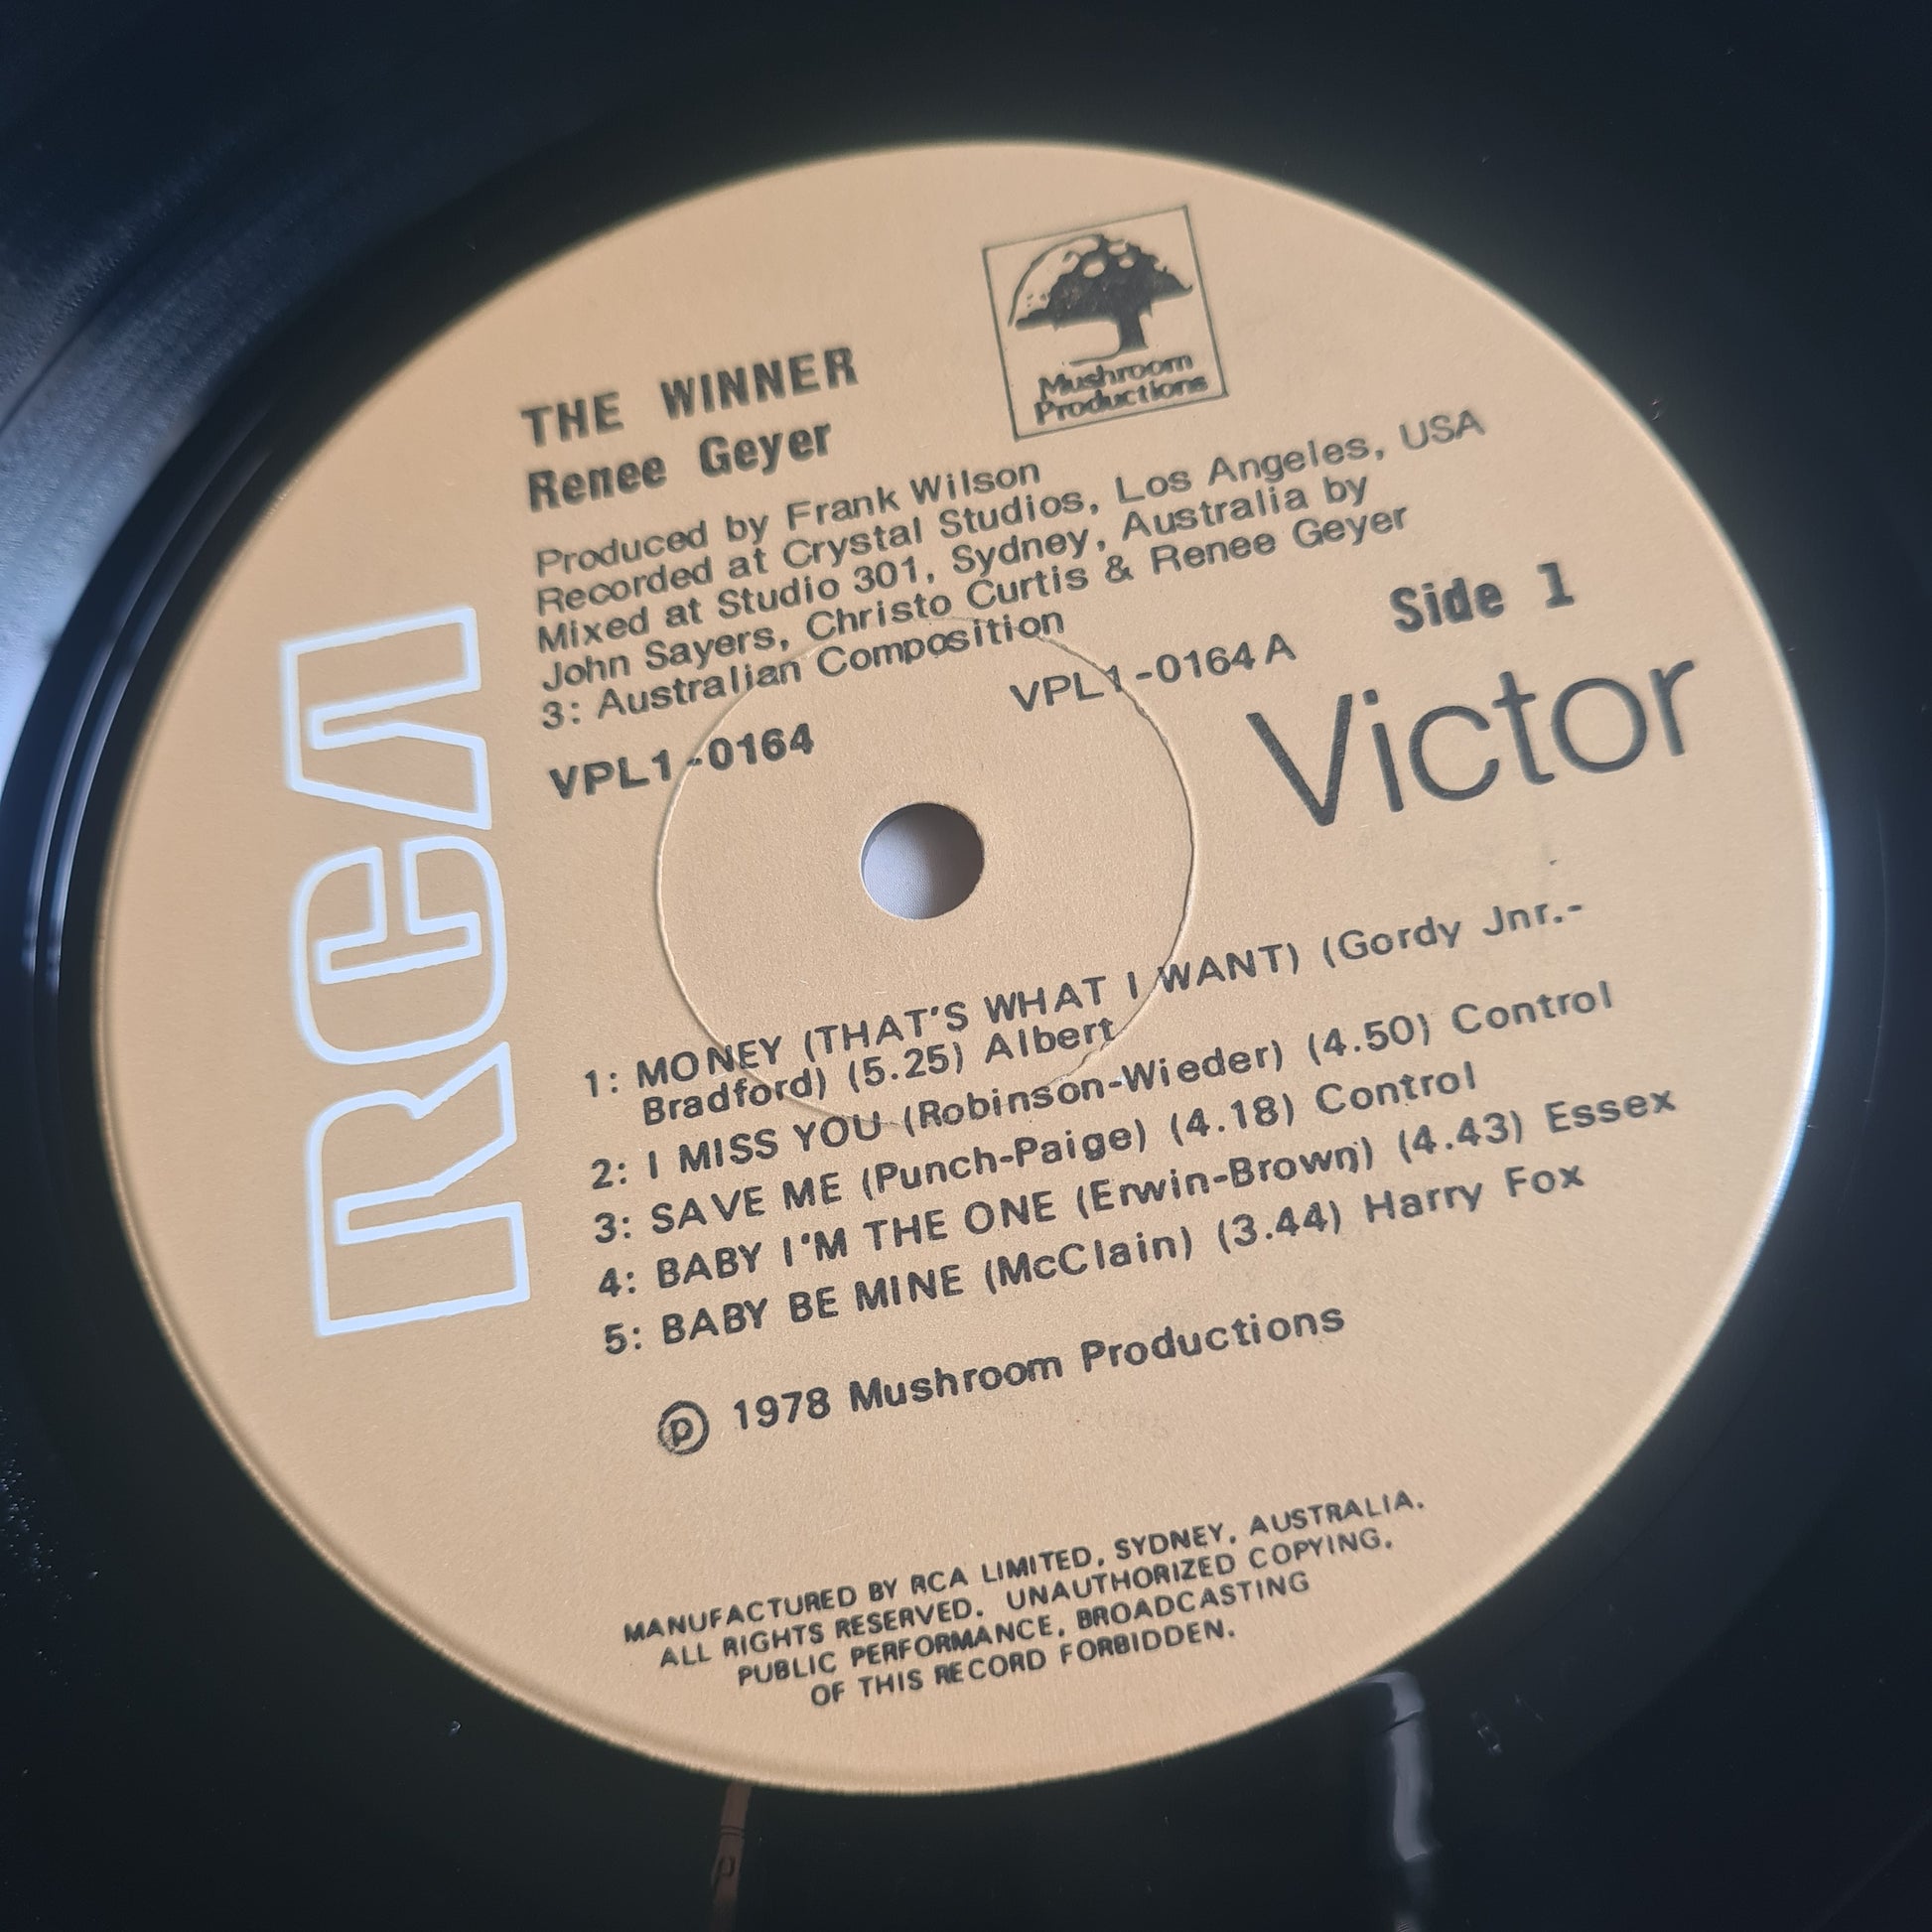 Mushroom
Productions
THE WINNER
Renee Geyer
Produced by Frank Wilson
Recorded at Crystal Studios, Los Angeles, USA
Mixed at Studio 301, Sydney, Australia by
John Sayers, Christo Curtis & Renee Geyer
3: Australian Composition
Side 1
VPL1-0164
VPL1-0164 A
RCA
Victor
1: MONEY (THAT'S WHAT I WANT) (Gordy Jnr.-
Bradford) (5.25) Albert
2: I MISS YOU (Robinson-Wieder) (4.50) Control
3: SAVE ME (Punch-Paige) (4.18) Control
4: BABY I'M THE ONE (Erwin-Brown) (4.43) Essex
5: BABY BE MINE (McClain) (3.44) Harry Fox
Ⓟ 1978 Mushroom Productions
MANUFACTURED BY RCA LIMITED, SYDNEY, AUSTRALIA.
ALL RIGHTS RESERVED. UNAUTHORIZED COPYING,
PUBLIC PERFORMANCE, BROADCASTING
OF THIS RECORD FORBIDDEN.